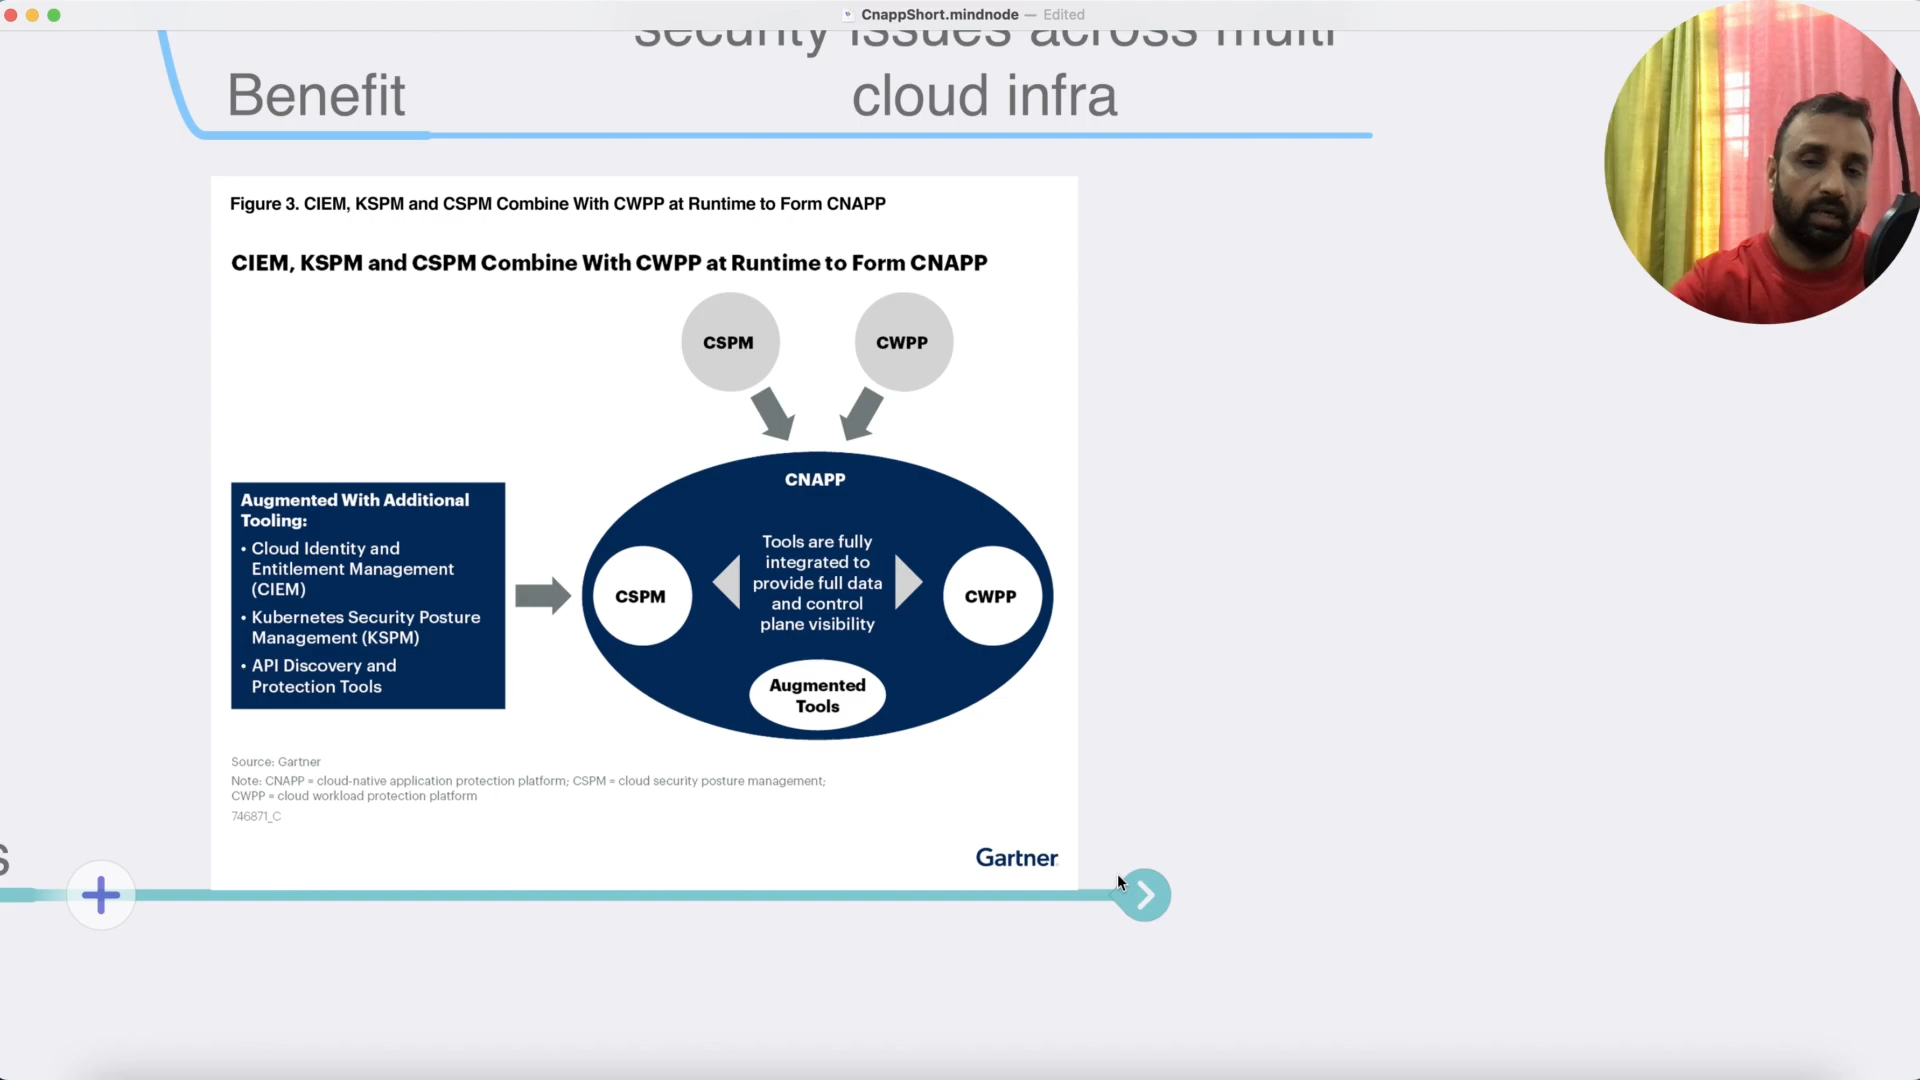 CnappShort.mindnode — Edited
security issues across multi
Benefit
cloud infra
Figure 3. CIEM, KSPM and CSPM Combine With CWPP at Runtime to Form CNAPP
CIEM, KSPM and CSPM Combine With CWPP at Runtime to Form CNAPP
CSPM
CWPP
CNAPP
Augmented With Additional
Tooling:
• Cloud Identity and
Entitlement Management
(CIEM)
• Kubernetes Security Posture
Management (KSPM)
• API Discovery and
Protection Tools
CSPM
Tools are fully
integrated to
provide full data
and control
plane visibility
CWPP
Augmented
Tools
Source: Gartner
Note: CNAPP = cloud-native application protection platform; CSPM = cloud security posture management;
CWPP = cloud workload protection platform
746871_C
Gartner
s